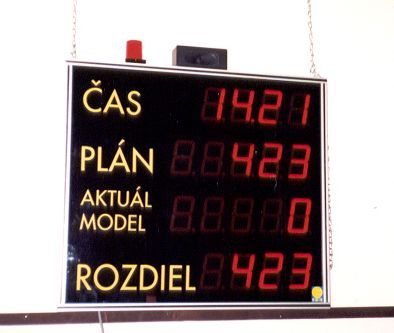 ČAS 14.21
PLÁN 423
AKTUÁL
MODEL 0
ROZDIEL 423